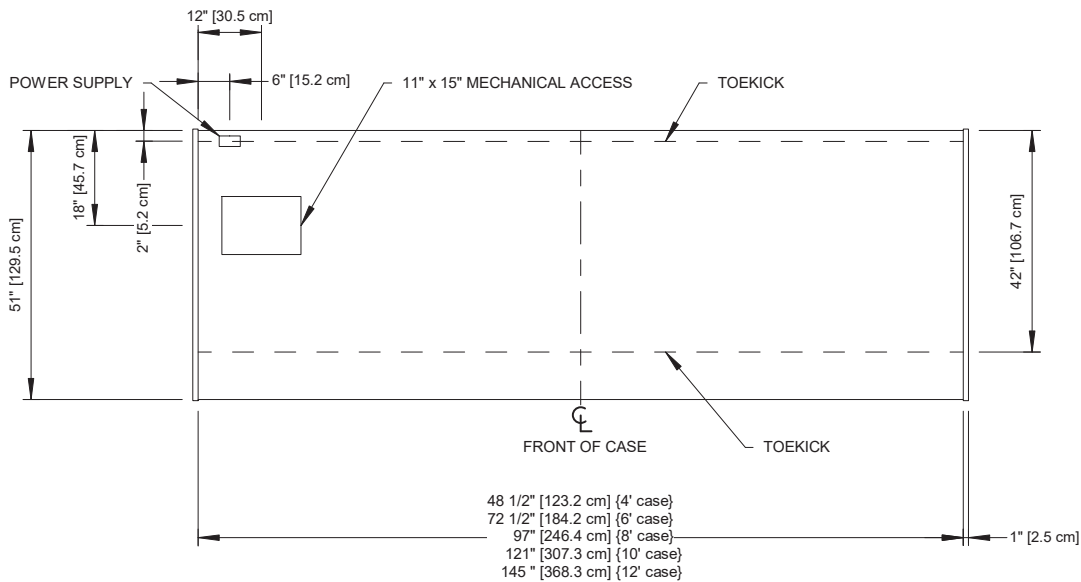 12" [30.5 cm]
POWER SUPPLY
6" [15.2 cm]
11" x 15" MECHANICAL ACCESS
TOEKICK
51" [129.5 cm]
18" [45.7 cm]
2" [5.2 cm]
42" [106.7 cm]
℄
FRONT OF CASE
TOEKICK
48 1/2" [123.2 cm] {4' case}
72 1/2" [184.2 cm] {6' case}
97" [246.4 cm] {8' case}
1" [2.5 cm]
121" [307.3 cm] {10' case}
145 " [368.3 cm] {12' case}